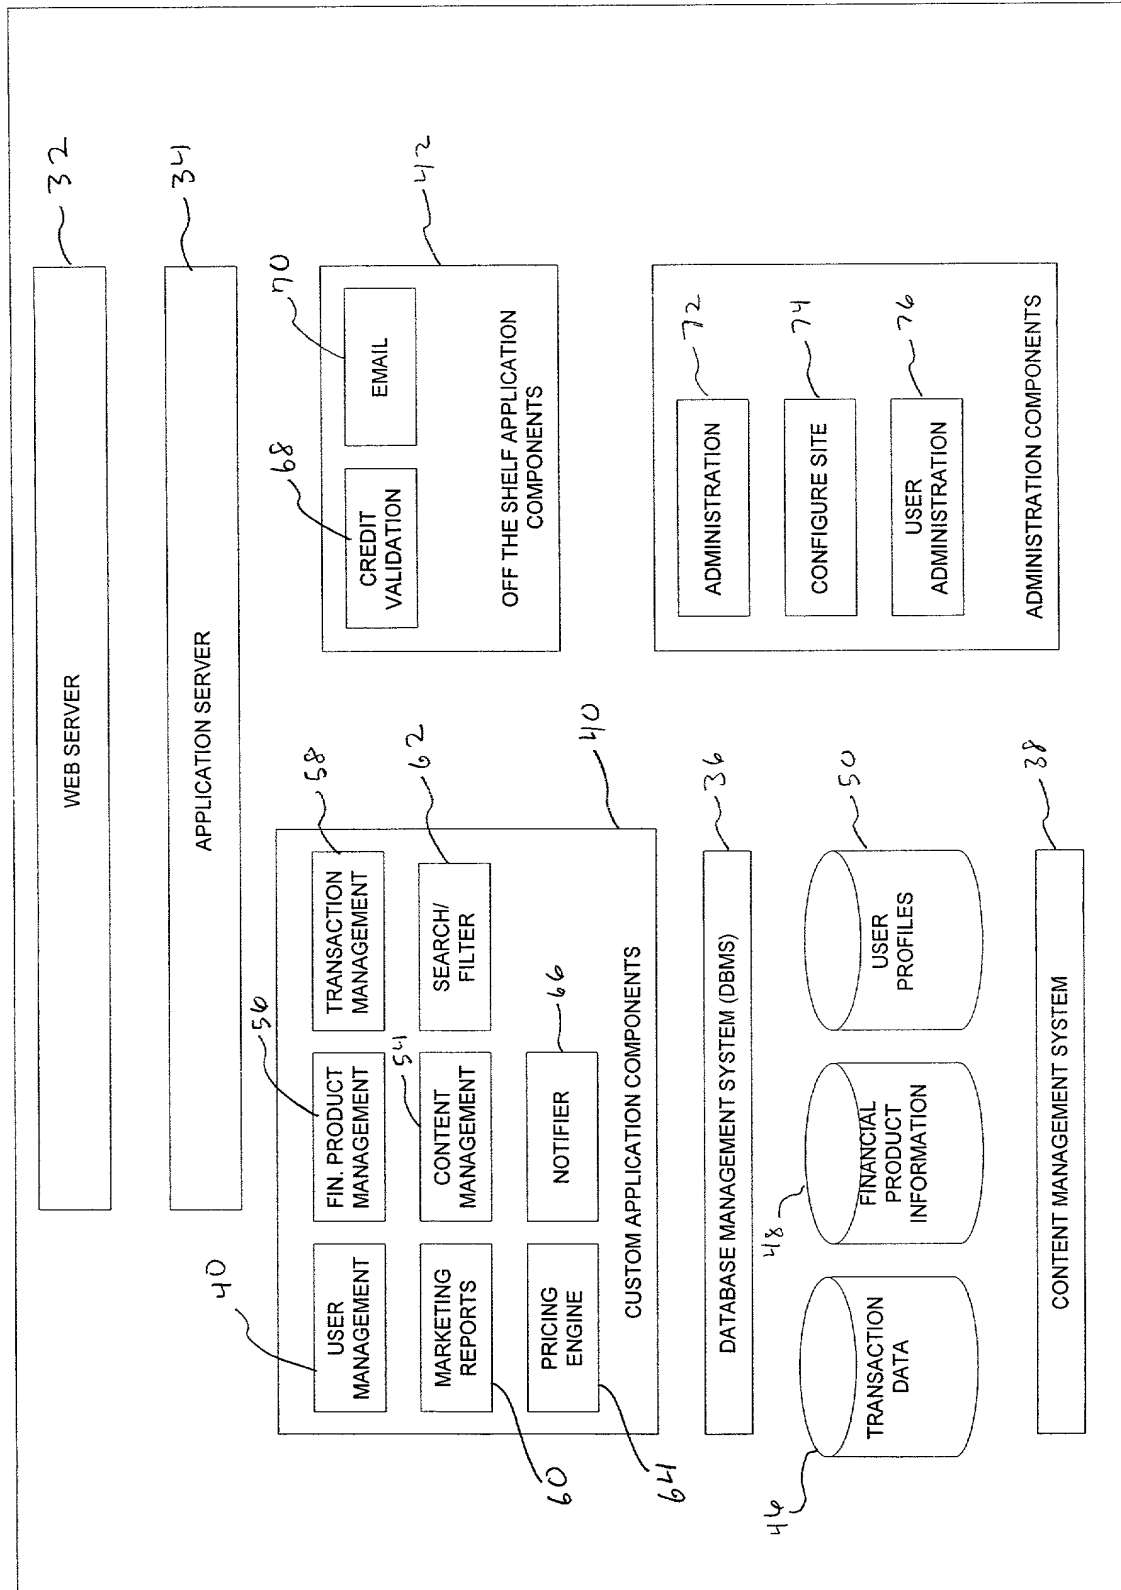 WEB SERVER
32
APPLICATION SERVER
34
40
USER
MANAGEMENT
56
FIN. PRODUCT
MANAGEMENT
58
TRANSACTION
MANAGEMENT
MARKETING
REPORTS
60
54
CONTENT
MANAGEMENT
SEARCH/
FILTER
62
PRICING
ENGINE
64
NOTIFIER
66
CUSTOM APPLICATION COMPONENTS
40
68
CREDIT
VALIDATION
70
EMAIL
OFF THE SHELF APPLICATION
COMPONENTS
42
DATABASE MANAGEMENT SYSTEM (DBMS)
36
46
TRANSACTION
DATA
48
FINANCIAL
PRODUCT
INFORMATION
50
USER
PROFILES
CONTENT MANAGEMENT SYSTEM
38
ADMINISTRATION
72
CONFIGURE SITE
74
USER
ADMINISTRATION
76
ADMINISTRATION COMPONENTS